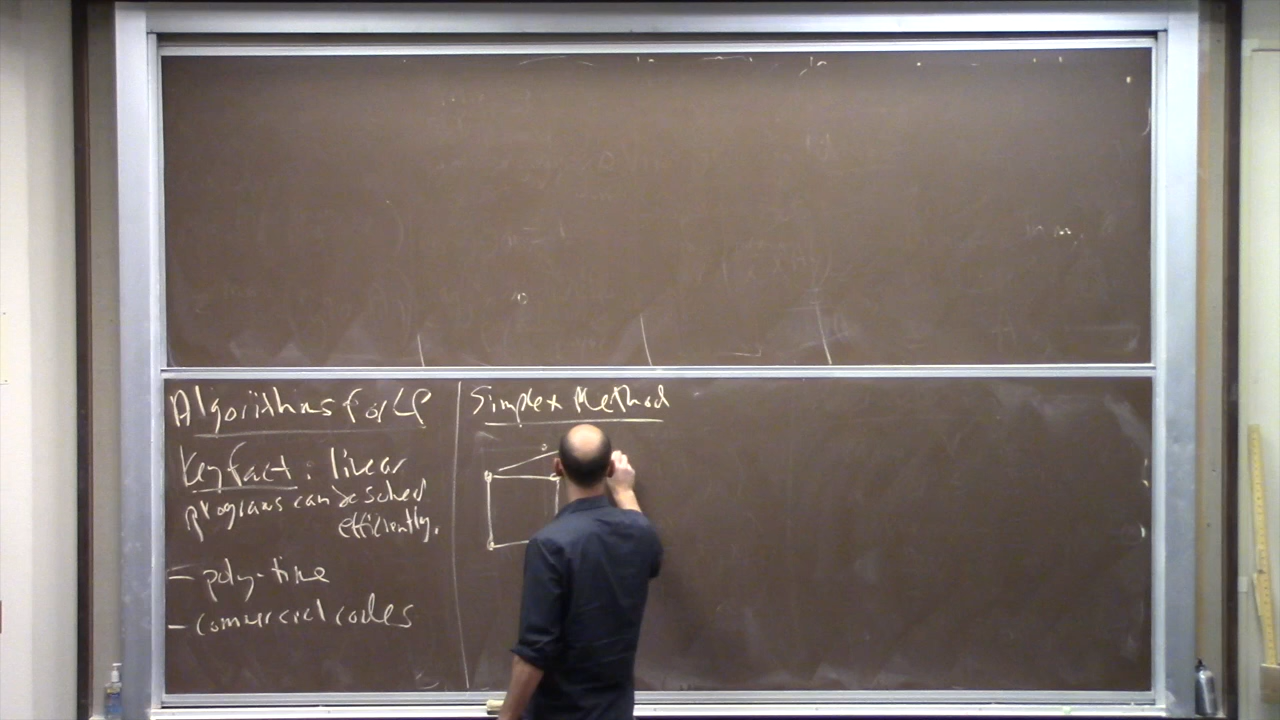 Algorithms for LP
Key Fact: linear
programs can be solved
efficiently.
- poly-time
- commercial codes
Simplex Method